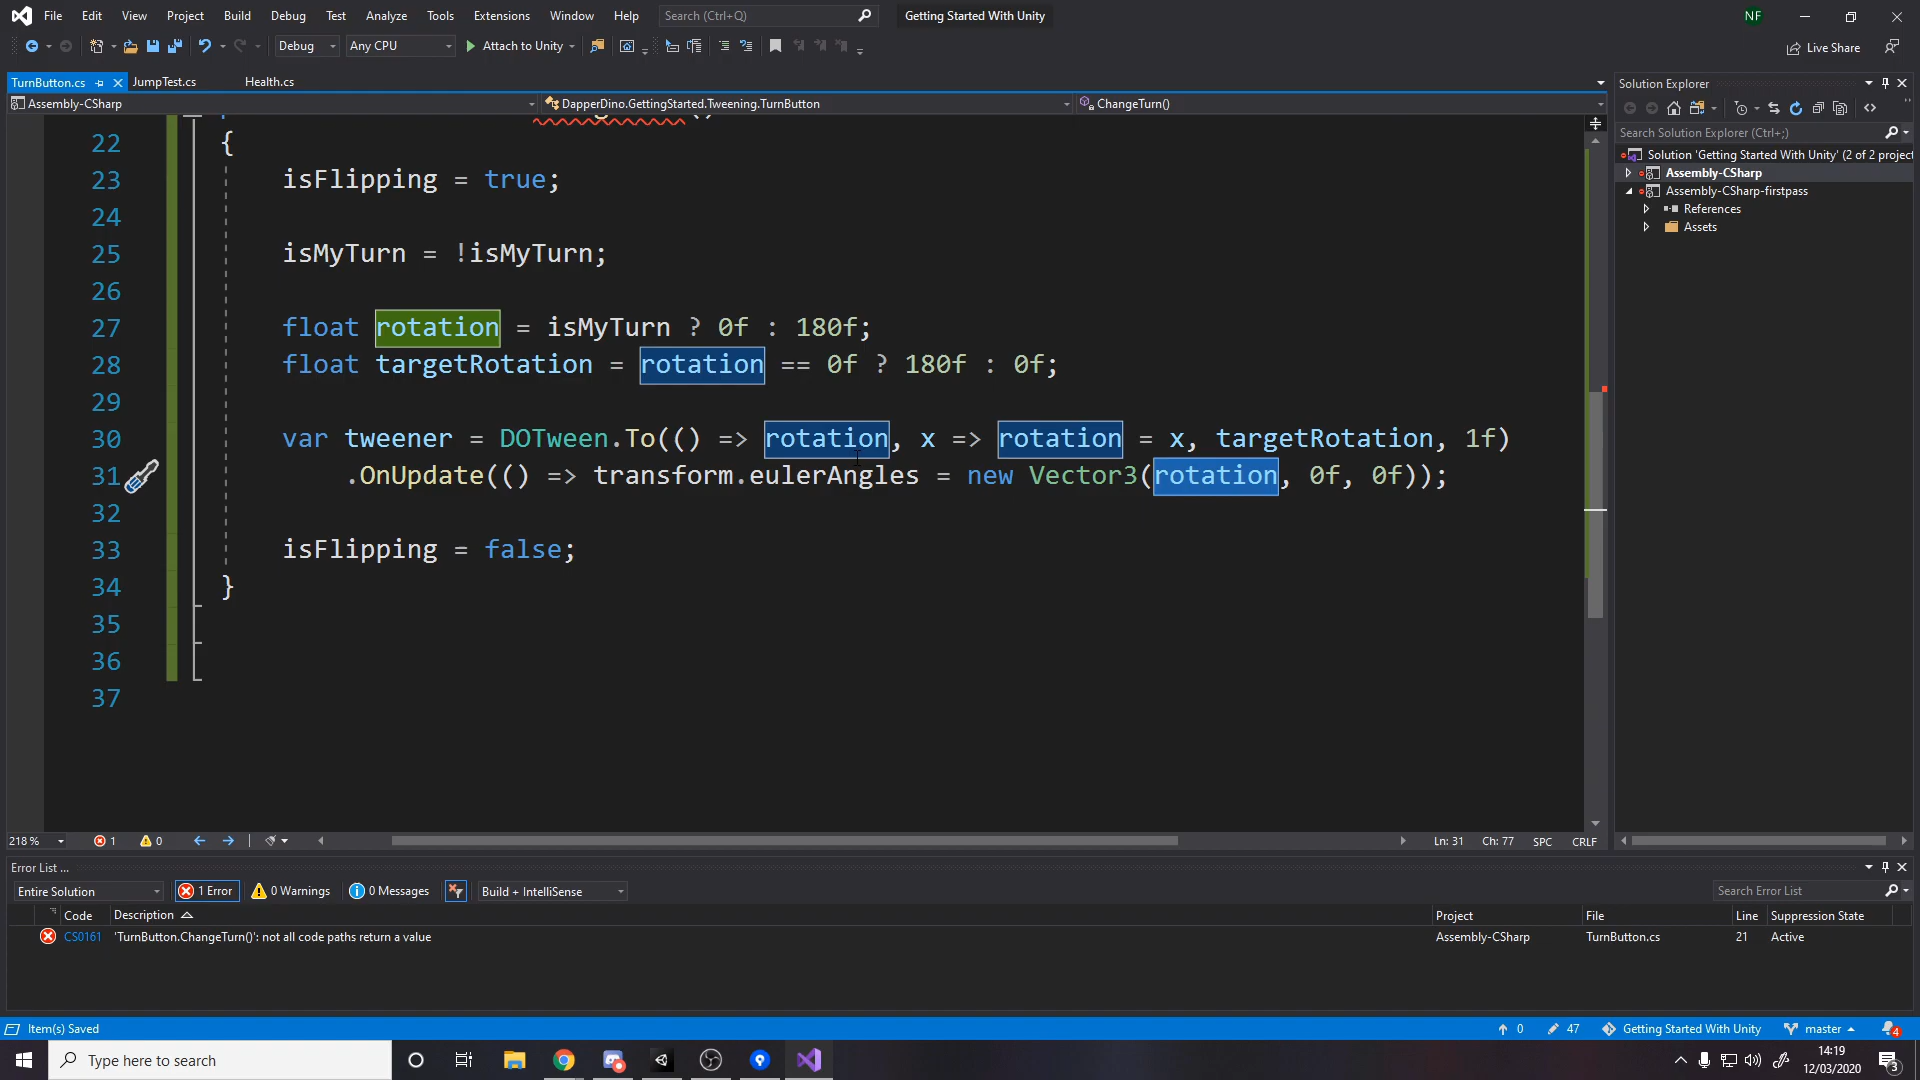 File Edit View Project Build Debug Test Analyze Tools Extensions Window Help Search (Ctrl+Q) Getting Started With Unity NF
Debug Any CPU Attach to Unity Live Share
TurnButton.cs JumpTest.cs Health.cs
Assembly-CSharp DapperDino.GettingStarted.Tweening.TurnButton ChangeTurn()
22 {
23 isFlipping = true;
24
25 isMyTurn = !isMyTurn;
26
27 float rotation = isMyTurn ? 0f : 180f;
28 float targetRotation = rotation == 0f ? 180f : 0f;
29
30 var tweener = DOTween.To(() => rotation, x => rotation = x, targetRotation, 1f)
31 .OnUpdate(() => transform.eulerAngles = new Vector3(rotation, 0f, 0f));
32
33 isFlipping = false;
34 }
35
36
37
218 % 1 0 Ln: 31 Ch: 77 SPC CRLF
Solution Explorer
Search Solution Explorer (Ctrl+;)
Solution 'Getting Started With Unity' (2 of 2 project
Assembly-CSharp
Assembly-CSharp-firstpass
References
Assets
Error List ...
Entire Solution 1 Error 0 Warnings 0 Messages Build + IntelliSense Search Error List
Code Description Project File Line Suppression State
CS0161 'TurnButton.ChangeTurn()': not all code paths return a value Assembly-CSharp TurnButton.cs 21 Active
Item(s) Saved 0 47 Getting Started With Unity master 4
Type here to search 14:19
12/03/2020 3